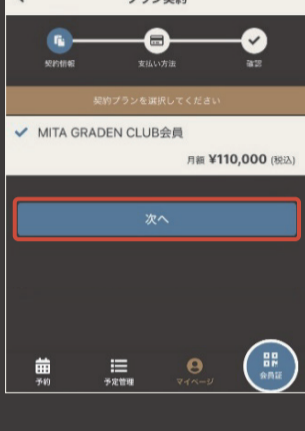 プラン契約
契約情報
支払い方法
確認
契約プランを選択してください
MITA GRADEN CLUB会員
月額 ¥110,000 (税込)
次へ
予約
予定管理
マイページ
会員証